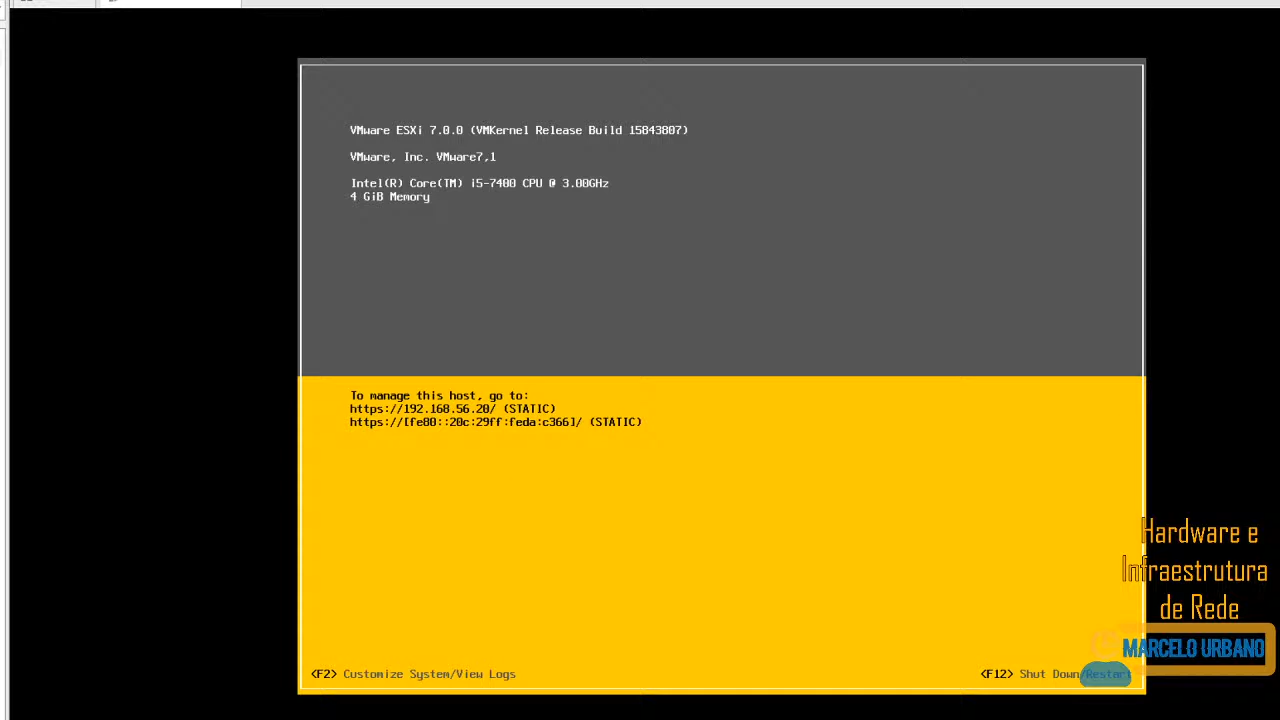 VMware ESXi 7.0.0 (VMKernel Release Build 15843807)
VMware, Inc. VMware7,1
Intel(R) Core(TM) i5-7400 CPU @ 3.00GHz
4 GiB Memory
To manage this host, go to:
https://192.168.56.20/ (STATIC)
https://[fe80::20c:29ff:feda:c366]/ (STATIC)
<F2> Customize System/View Logs
<F12> Shut Down/Restart
Hardware e
Infraestrutura
de Rede
MARCELO URBANO